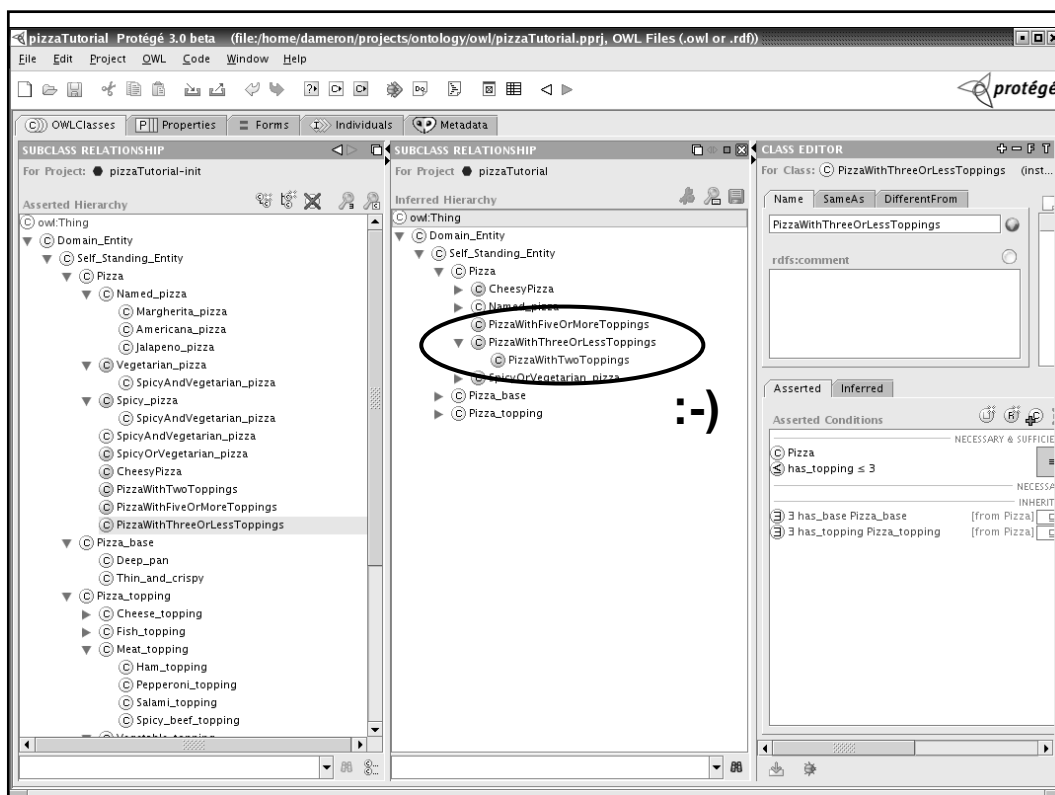 pizzaTutorial Protégé 3.0 beta (file:/home/dameron/projects/ontology/owl/pizzaTutorial.pprj, OWL Files (.owl or .rdf))
File Edit Project OWL Code Window Help
protégé
OWLClasses Properties Forms Individuals Metadata
SUBCLASS RELATIONSHIP
For Project: pizzaTutorial-init
Asserted Hierarchy
owl:Thing
Domain_Entity
Self_Standing_Entity
Pizza
Named_pizza
Margherita_pizza
Americana_pizza
Jalapeno_pizza
Vegetarian_pizza
SpicyAndVegetarian_pizza
Spicy_pizza
SpicyAndVegetarian_pizza
SpicyAndVegetarian_pizza
SpicyOrVegetarian_pizza
CheesyPizza
PizzaWithTwoToppings
PizzaWithFiveOrMoreToppings
PizzaWithThreeOrLessToppings
Pizza_base
Deep_pan
Thin_and_crispy
Pizza_topping
Cheese_topping
Fish_topping
Meat_topping
Ham_topping
Pepperoni_topping
Salami_topping
Spicy_beef_topping
SUBCLASS RELATIONSHIP
For Project pizzaTutorial
Inferred Hierarchy
owl:Thing
Domain_Entity
Self_Standing_Entity
Pizza
CheesyPizza
Named_pizza
PizzaWithFiveOrMoreToppings
PizzaWithThreeOrLessToppings
PizzaWithTwoToppings
SpicyOrVegetarian_pizza
Pizza_base
Pizza_topping
:-)
CLASS EDITOR
For Class: PizzaWithThreeOrLessToppings (inst...
Name SameAs DifferentFrom
PizzaWithThreeOrLessToppings
rdfs:comment
Asserted Inferred
Asserted Conditions
NECESSARY & SUFFICIE
Pizza
has_topping ≤ 3
NECESSA
INHERIT
∃ has_base Pizza_base [from Pizza]
∃ has_topping Pizza_topping [from Pizza]